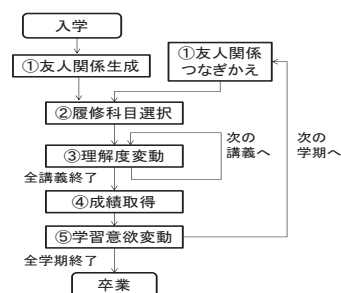 入学
①友人関係生成
①友人関係
つなぎかえ
②履修科目選択
③理解度変動
次の
講義へ
次の
学期へ
全講義終了
④成績取得
⑤学習意欲変動
全学期終了
卒業